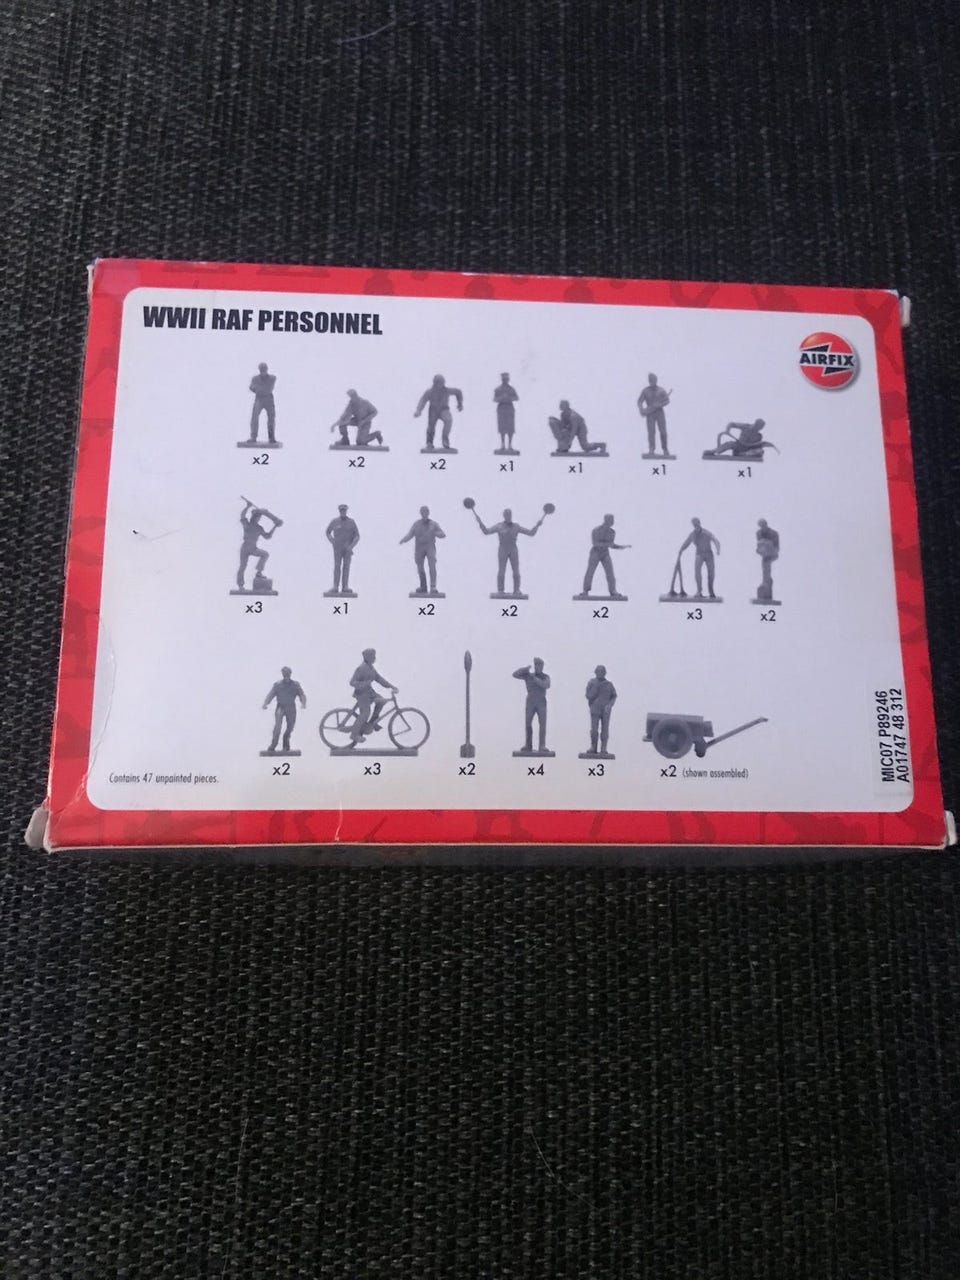 WWII RAF PERSONNEL
AIRFIX
x2 x2 x2 x1 x1 x1 x1
x3 x1 x2 x2 x2 x3 x2
x2 x3 x2 x4 x3 x2 (shown assembled)
Contains 47 unpainted pieces.
MIC07 P89246
A01747 48 312